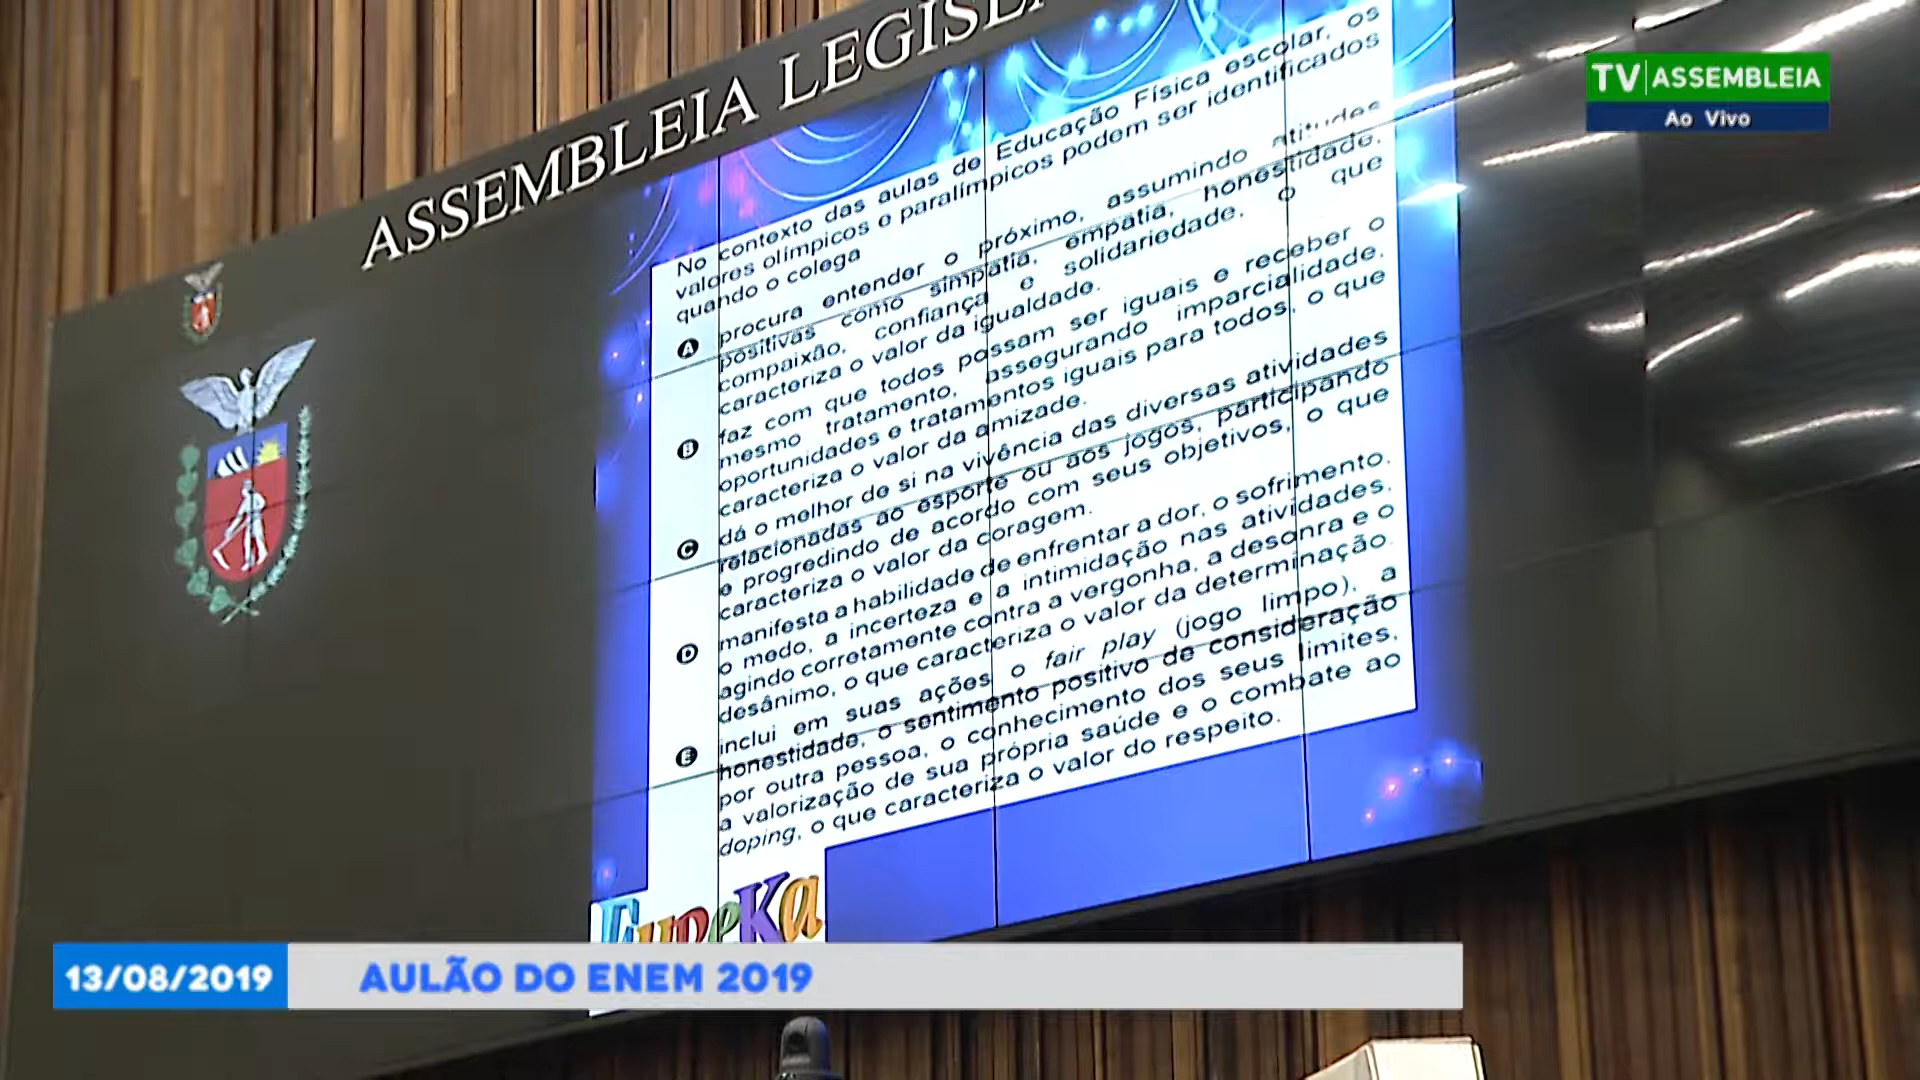 ASSEMBLEIA
TV ASSEMBLEIA
Ao Vivo
No contexto das aulas de Educação Física escolar, os
valores olímpicos e paralímpicos podem ser identificados
quando o colega
A procura entender o próximo, assumindo atitudes
positivas como simpatia, empatia, honestidade,
compaixão, confiança e solidariedade, o que
caracteriza o valor da igualdade.
B faz com que todos possam ser iguais e receber o
mesmo tratamento, assegurando imparcialidade,
oportunidades e tratamentos iguais para todos, o que
caracteriza o valor da amizade.
C dá o melhor de si na vivência das diversas atividades
relacionadas ao esporte ou aos jogos, participando
e progredindo de acordo com seus objetivos, o que
caracteriza o valor da coragem.
D manifesta a habilidade de enfrentar a dor, o sofrimento,
o medo, a incerteza e a intimidação nas atividades,
agindo corretamente contra a vergonha, a desonra e o
desânimo, o que caracteriza o valor da determinação.
E inclui em suas ações o fair play (jogo limpo), a
honestidade, o sentimento positivo de consideração
por outra pessoa, o conhecimento dos seus limites,
a valorização de sua própria saúde e o combate ao
doping, o que caracteriza o valor do respeito.
Eureka
13/08/2019 AULÃO DO ENEM 2019